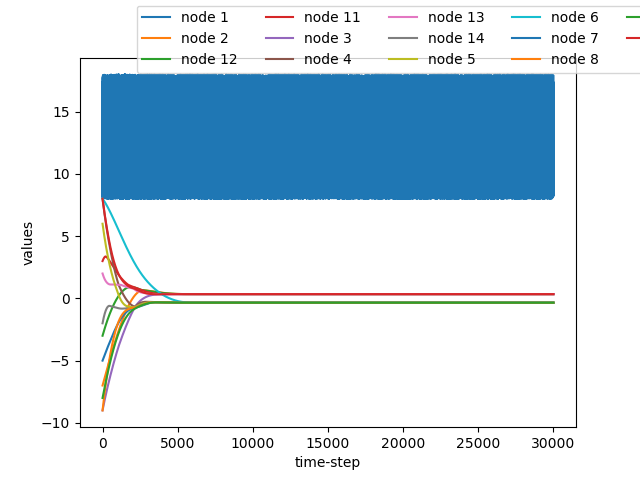 node 1 node 11 node 13 node 6
node 2 node 3 node 14 node 7
node 12 node 4 node 5 node 8
15
10
5
0
−5
−10
values
0 5000 10000 15000 20000 25000 30000
time-step